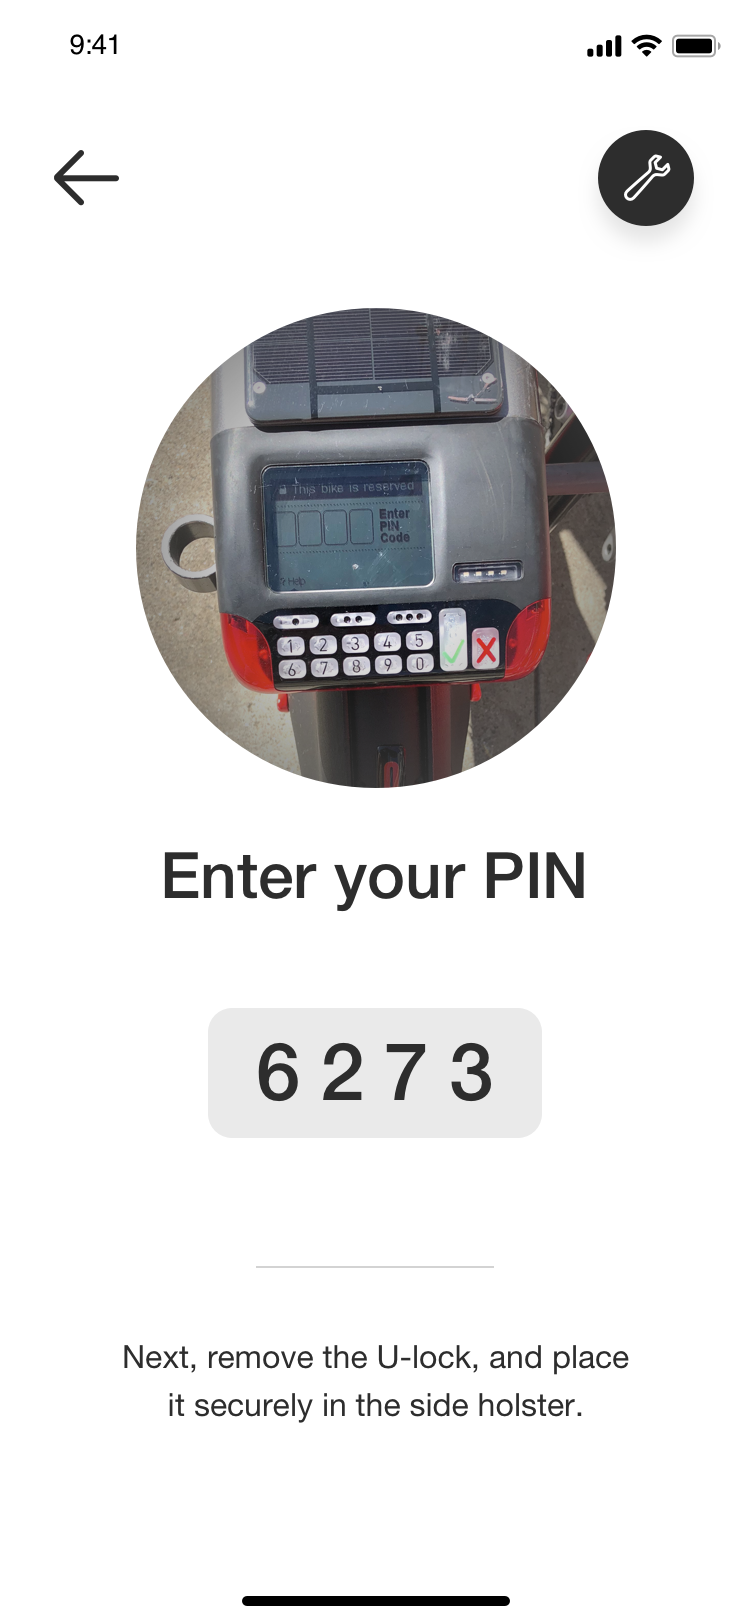 9:41
This bike is reserved
Enter
PIN
Code
? Help
1 2 3 4 5
6 7 8 9 0
Enter your PIN
6 2 7 3
Next, remove the U-lock, and place
it securely in the side holster.